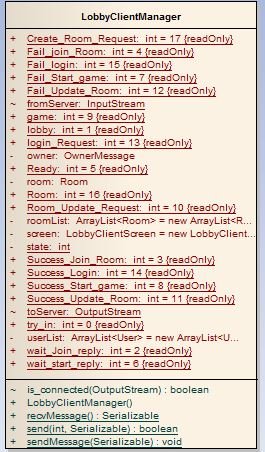 LobbyClientManager
+ Create_Room_Request: int = 17 {readOnly}
+ Fail_join_Room: int = 4 {readOnly}
+ Fail_login: int = 15 {readOnly}
+ Fail_Start_game: int = 7 {readOnly}
+ Fail_Update_Room: int = 12 {readOnly}
~ fromServer: InputStream
+ game: int = 9 {readOnly}
+ lobby: int = 1 {readOnly}
+ login_Request: int = 13 {readOnly}
- owner: OwnerMessage
+ Ready: int = 5 {readOnly}
- room: Room
+ Room: int = 16 {readOnly}
+ Room_Update_Request: int = 10 {readOnly}
- roomList: ArrayList<Room> = new ArrayList<R...
- screen: LobbyClientScreen = new LobbyClient...
- state: int
+ Success_Join_Room: int = 3 {readOnly}
+ Success_Login: int = 14 {readOnly}
+ Success_Start_game: int = 8 {readOnly}
+ Success_Update_Room: int = 11 {readOnly}
~ toServer: OutputStream
+ try_in: int = 0 {readOnly}
- userList: ArrayList<User> = new ArrayList<U...
+ wait_Join_reply: int = 2 {readOnly}
+ wait_start_reply: int = 6 {readOnly}
~ is_connected(OutputStream) : boolean
+ LobbyClientManager()
+ recvMessage() : Serializable
+ send(int, Serializable) : boolean
+ sendMessage(Serializable) : void